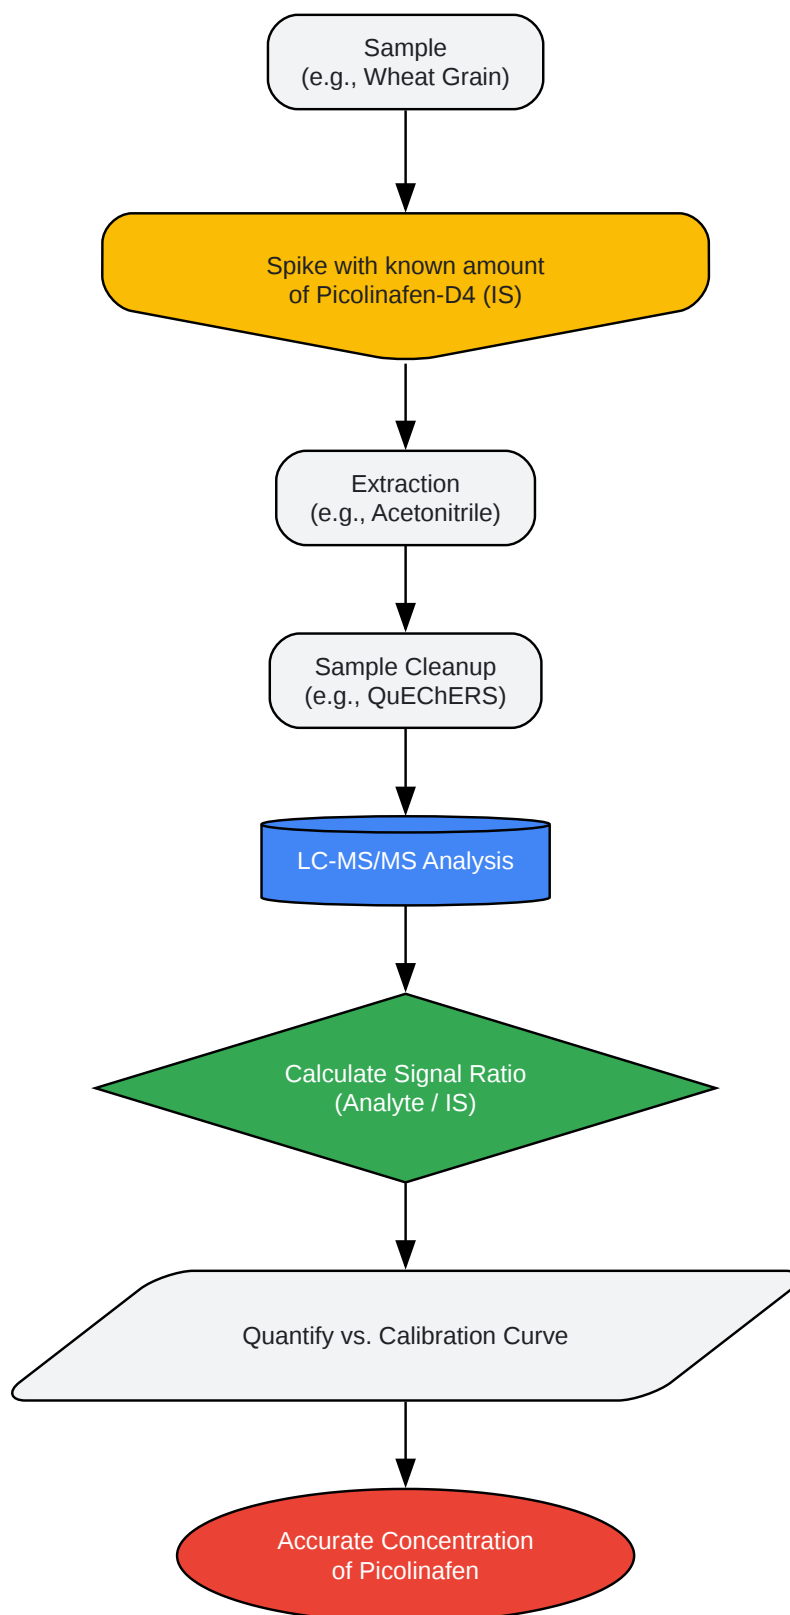 Sample
(e.g., Wheat Grain)
Spike with known amount
of Picolinafen-D4 (IS)
Extraction
(e.g., Acetonitrile)
Sample Cleanup
(e.g., QuEChERS)
LC-MS/MS Analysis
Calculate Signal Ratio
(Analyte / IS)
Quantify vs. Calibration Curve
Accurate Concentration
of Picolinafen